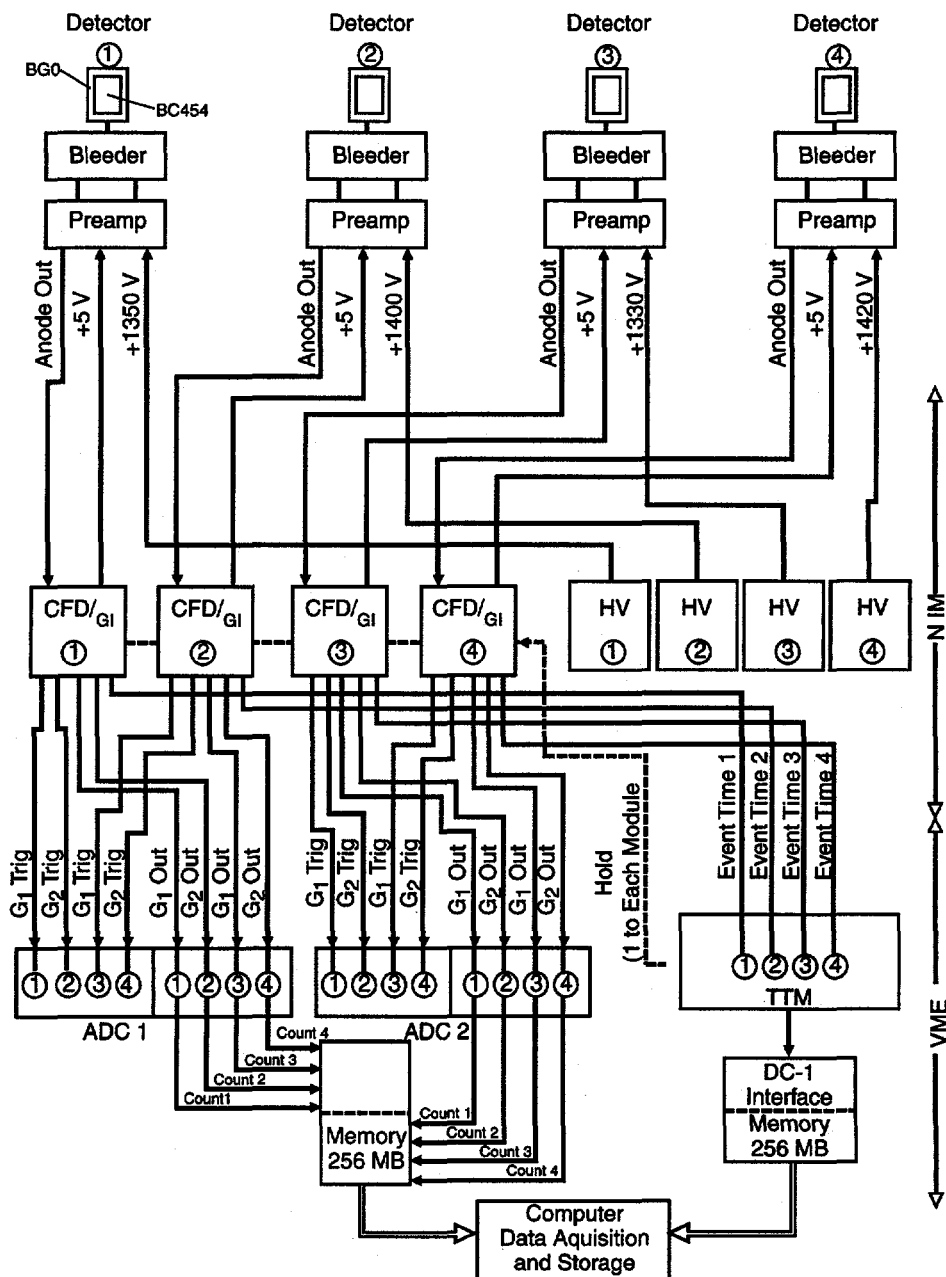 Detector Detector Detector Detector
1 2 3 4
BG0
BC454
Bleeder Bleeder Bleeder Bleeder
Preamp Preamp Preamp Preamp
Anode Out +5 V +1350 V
Anode Out +5 V +1400 V
Anode Out +5 V +1330 V
Anode Out +5 V +1420 V
CFD/GI 1
CFD/GI 2
CFD/GI 3
CFD/GI 4
HV 1
HV 2
HV 3
HV 4
N IM
G1 Trig
G2 Trig
G1 Trig
G2 Trig
G1 Out
G2 Out
G1 Out
G2 Out
G1 Trig
G2 Trig
G1 Trig
G2 Trig
G1 Out
G2 Out
G1 Out
G2 Out
Hold
(1 to Each Module)
Event Time 1
Event Time 2
Event Time 3
Event Time 4
1 2 3 4 1 2 3 4
ADC 1
1 2 3 4 1 2 3 4
ADC 2
1 2 3 4
TTM
VME
Count 4
Count 3
Count 2
Count1
Count 1
Count 2
Count 3
Count 4
Memory
256 MB
DC-1
Interface
Memory
256 MB
Computer
Data Aquisition
and Storage